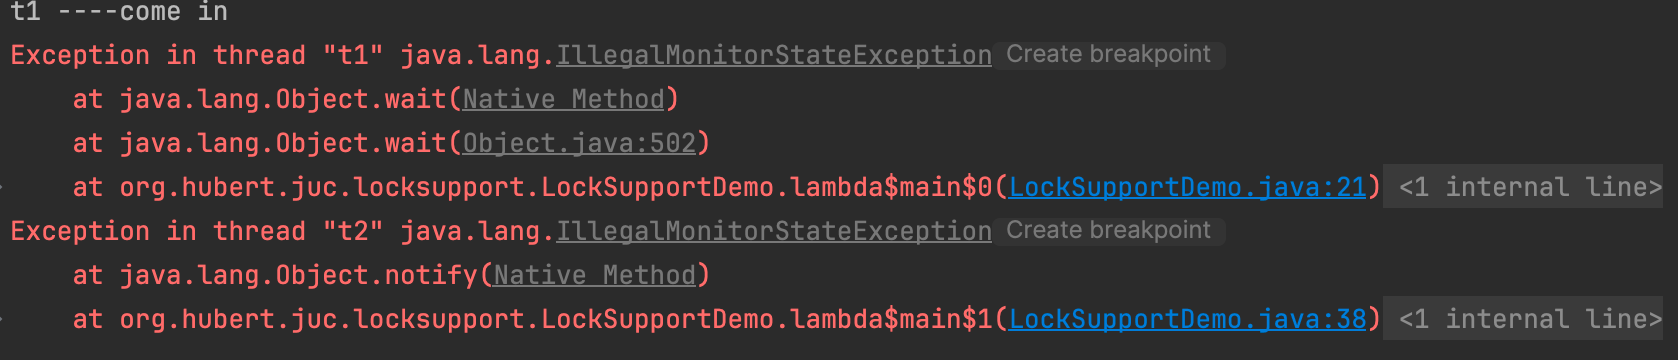 t1 ----come in
Exception in thread "t1" java.lang.IllegalMonitorStateException Create breakpoint
    at java.lang.Object.wait(Native Method)
    at java.lang.Object.wait(Object.java:502)
    at org.hubert.juc.locksupport.LockSupportDemo.lambda$main$0(LockSupportDemo.java:21) <1 internal line>
Exception in thread "t2" java.lang.IllegalMonitorStateException Create breakpoint
    at java.lang.Object.notify(Native Method)
    at org.hubert.juc.locksupport.LockSupportDemo.lambda$main$1(LockSupportDemo.java:38) <1 internal line>